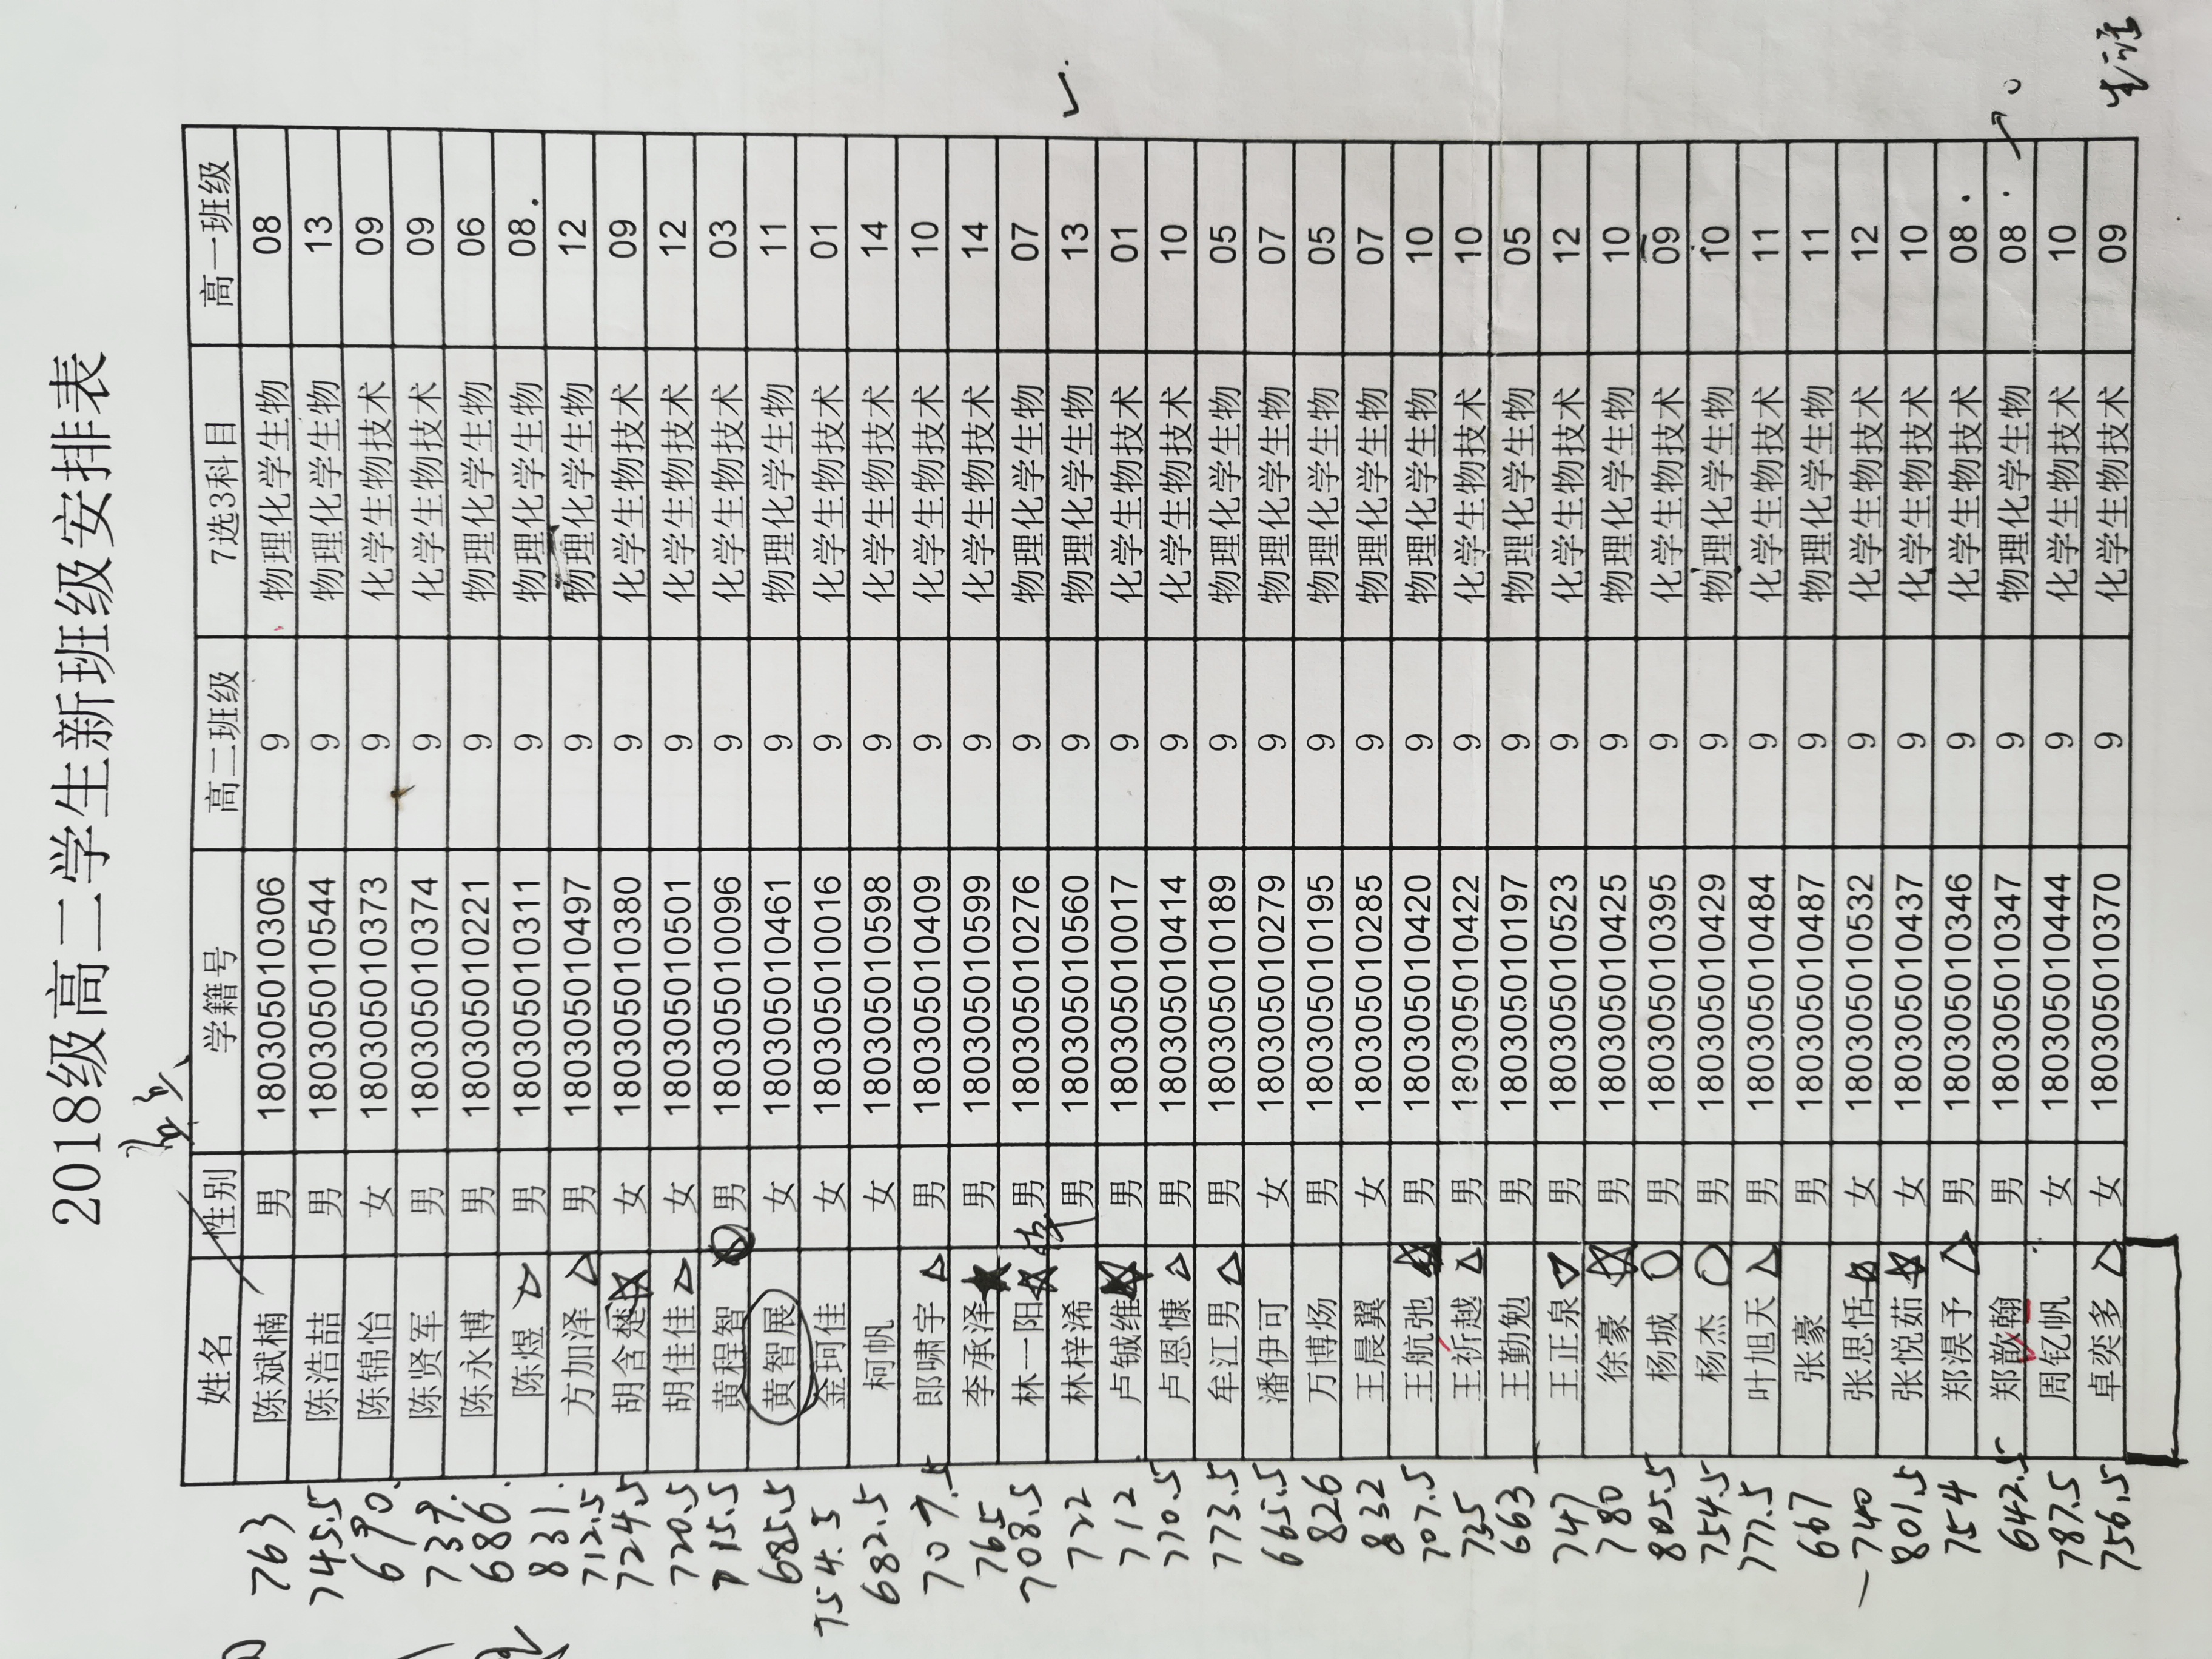 2018级高二学生新班级安排表
姓名 性别 学籍号 高二班级 7选3科目 高一班级
763 陈斌楠 男 180305010306 9 物理化学生物 08
745.5 陈浩喆 男 180305010544 9 物理化学生物 13
690. 陈锦怡 女 180305010373 9 化学生物技术 09
739. 陈贤军 男 180305010374 9 化学生物技术 09
686. 陈永博 男 180305010221 9 物理化学生物 06
831. 陈煜 男 180305010311 9 物理化学生物 08
712.5 方加泽 男 180305010497 9 物理化学生物 12
724.5 胡含楚 女 180305010380 9 化学生物技术 09
720.5 胡佳佳 女 180305010501 9 化学生物技术 12
715.5 黄程智 男 180305010096 9 化学生物技术 03
685.5 黄智展 女 180305010461 9 物理化学生物 11
754.5 金珂佳 女 180305010016 9 化学生物技术 01
682.5 柯帆 女 180305010598 9 化学生物技术 14
707.5 郎啸宇 男 180305010409 9 化学生物技术 10
765 李承泽 男 180305010599 9 化学生物技术 14
708.5 林一阳 男 180305010276 9 物理化学生物 07
722 林梓浠 男 180305010560 9 物理化学生物 13
712 卢铖维 男 180305010017 9 化学生物技术 01
770.5 卢恩慷 男 180305010414 9 化学生物技术 10
773.5 牟江男 男 180305010189 9 物理化学生物 05
665.5 潘伊可 女 180305010279 9 物理化学生物 07
826 万博炀 男 180305010195 9 物理化学生物 05
832 王晨翼 女 180305010285 9 物理化学生物 07
707.5 王航弛 男 180305010420 9 物理化学生物 10
735 王祈越 男 180305010422 9 化学生物技术 10
663 王勤勉 男 180305010197 9 物理化学生物 05
747 王正泉 男 180305010523 9 化学生物技术 12
780 徐豪 男 180305010425 9 物理化学生物 10
805.5 杨城 男 180305010395 9 化学生物技术 09
754.5 杨杰 男 180305010429 9 物理化学生物 10
777.5 叶旭天 男 180305010484 9 化学生物技术 11
667 张豪 男 180305010487 9 物理化学生物 11
740 张思恬 女 180305010532 9 化学生物技术 12
801.5 张悦茹 女 180305010437 9 化学生物技术 10
754 郑淏予 男 180305010346 9 化学生物技术 08
642.5 郑歆翰 男 180305010347 9 物理化学生物 08
787.5 周钇帆 女 180305010444 9 化学生物技术 10
756.5 卓奕多 女 180305010370 9 化学生物技术 09
生活